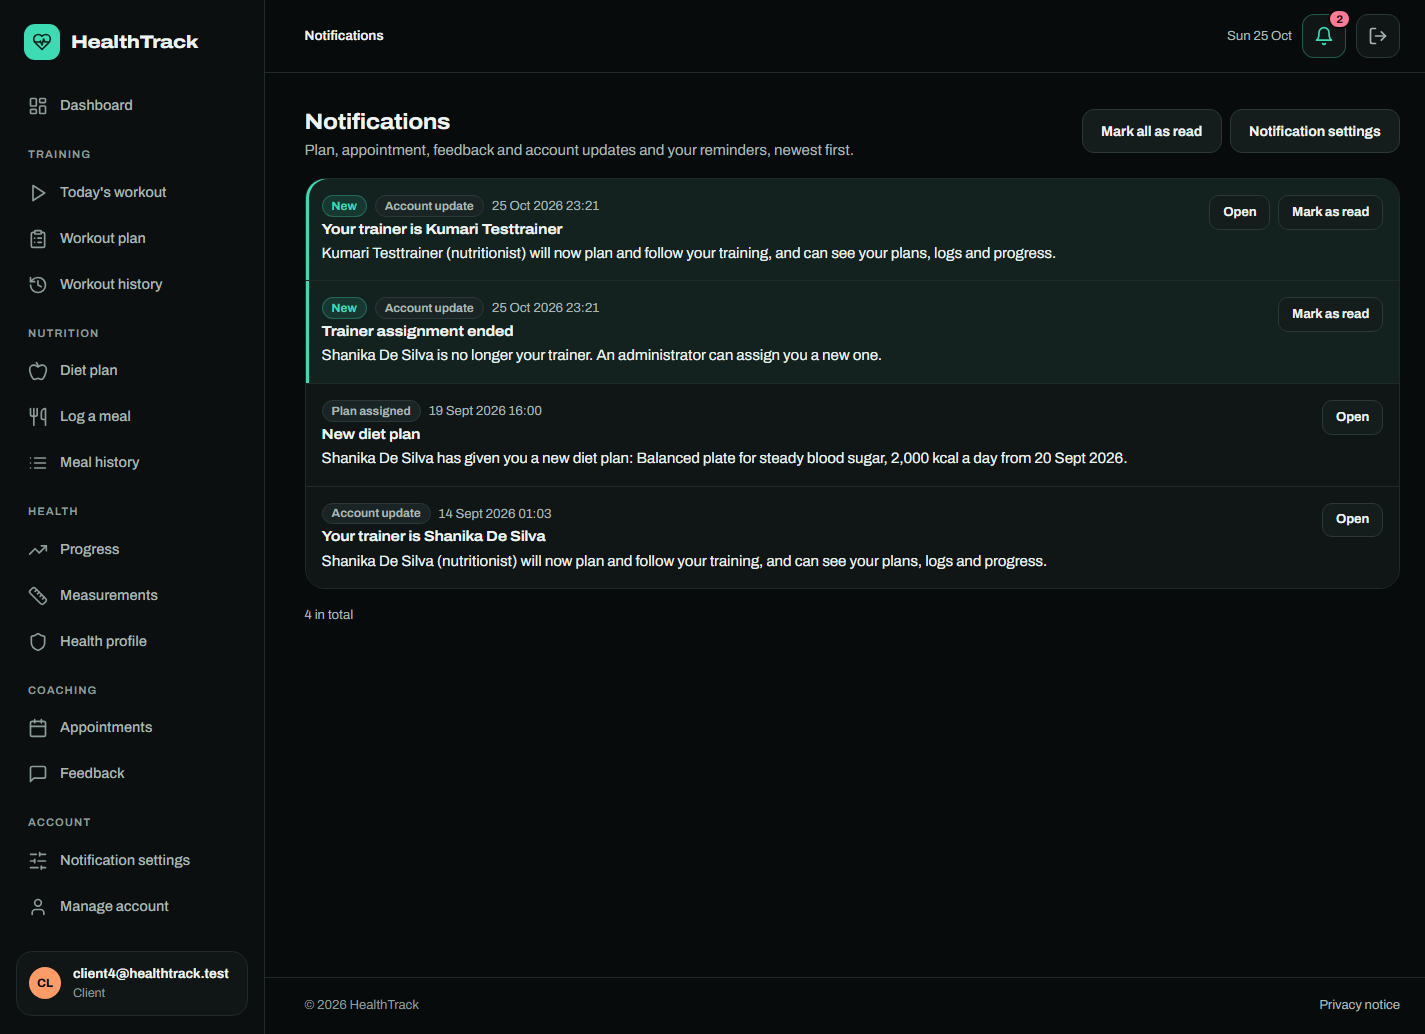 HealthTrack
Dashboard
TRAINING
Today's workout
Workout plan
Workout history
NUTRITION
Diet plan
Log a meal
Meal history
HEALTH
Progress
Measurements
Health profile
COACHING
Appointments
Feedback
ACCOUNT
Notification settings
Manage account
CL
client4@healthtrack.test
Client
Notifications
Sun 25 Oct
2
Notifications
Plan, appointment, feedback and account updates and your reminders, newest first.
Mark all as read
Notification settings
New Account update 25 Oct 2026 23:21
Your trainer is Kumari Testtrainer
Kumari Testtrainer (nutritionist) will now plan and follow your training, and can see your plans, logs and progress.
Open Mark as read
New Account update 25 Oct 2026 23:21
Trainer assignment ended
Shanika De Silva is no longer your trainer. An administrator can assign you a new one.
Mark as read
Plan assigned 19 Sept 2026 16:00
New diet plan
Shanika De Silva has given you a new diet plan: Balanced plate for steady blood sugar, 2,000 kcal a day from 20 Sept 2026.
Open
Account update 14 Sept 2026 01:03
Your trainer is Shanika De Silva
Shanika De Silva (nutritionist) will now plan and follow your training, and can see your plans, logs and progress.
Open
4 in total
© 2026 HealthTrack
Privacy notice